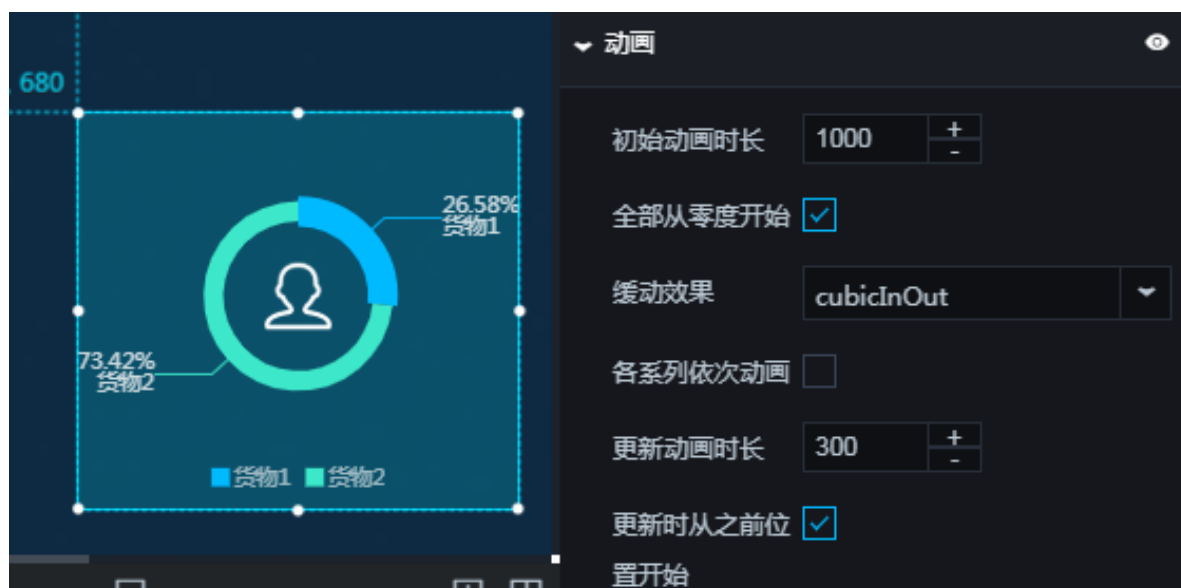 680
26.58%
货物1
73.42%
货物2
货物1 货物2
动画
初始动画时长 1000 + -
全部从零度开始
缓动效果 cubicInOut
各系列依次动画
更新动画时长 300 + -
更新时从之前位
置开始